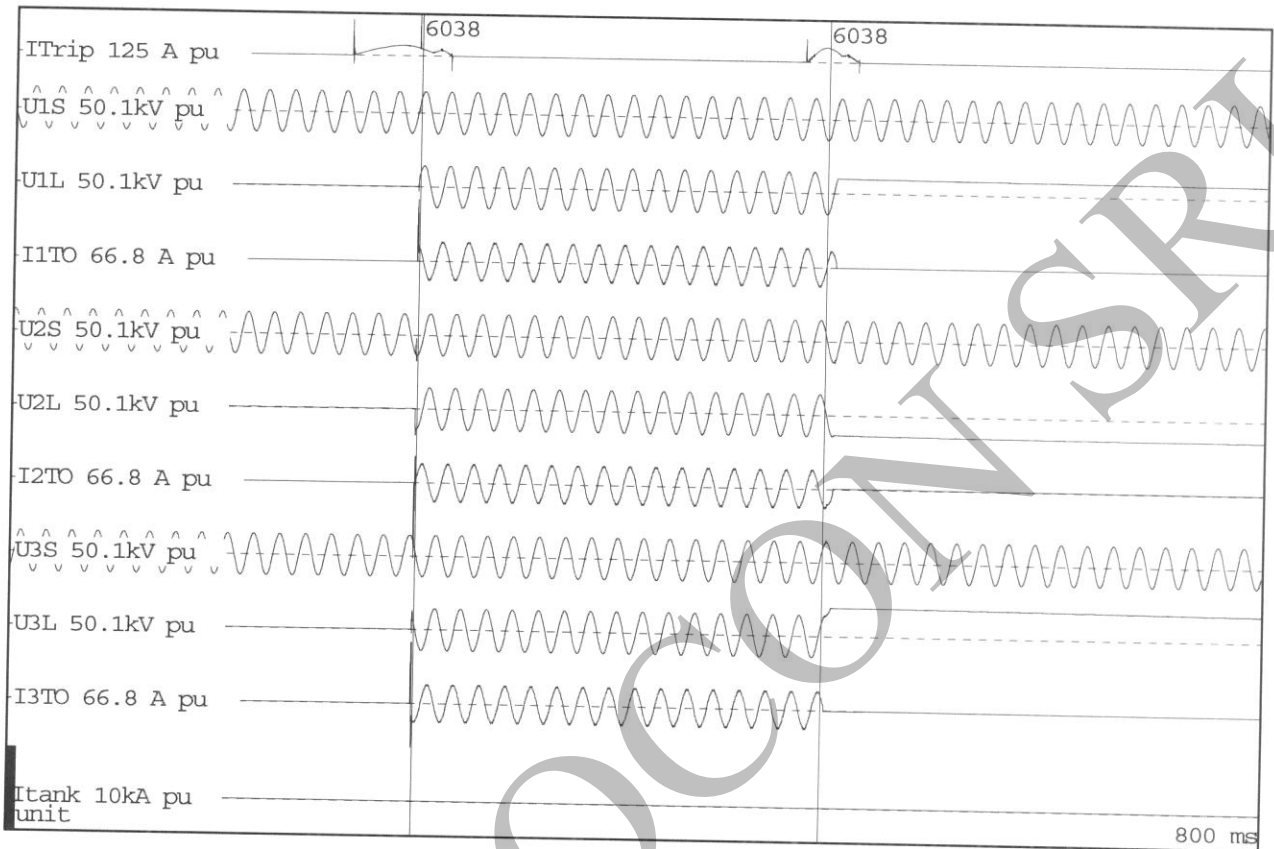 6038
6038
ITrip 125 A pu
U1S 50.1kV pu
U1L 50.1kV pu
I1TO 66.8 A pu
U2S 50.1kV pu
U2L 50.1kV pu
I2TO 66.8 A pu
U3S 50.1kV pu
U3L 50.1kV pu
I3TO 66.8 A pu
Itank 10kA pu
unit
800 ms
OCON SRL